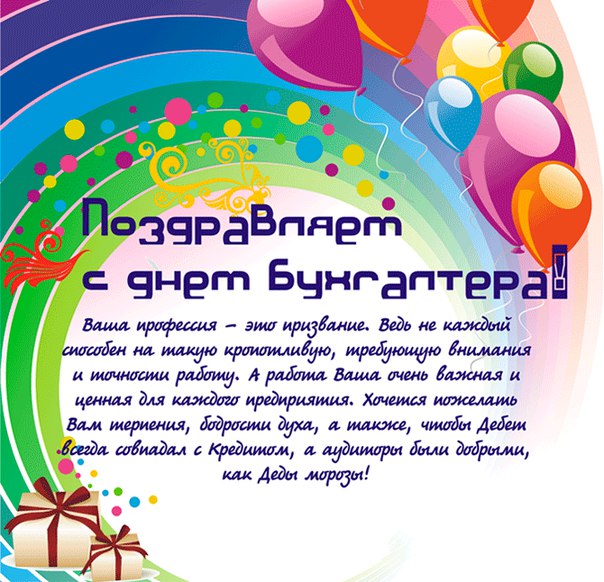 ПоздраВляет
с днет Бухгалтера!
Ваша профессия – это призвание. Ведь не каждый
способен на такую кропотливую, требующую внимания
и точности работу. А работа Ваша очень важная и
ценная для каждого предприятия. Хочется пожелать
Вам терпения, бодрости духа, а также, чтобы Дебет
всегда совпадал с Кредитом, а аудиторы были добрыми,
как Деды морозы!